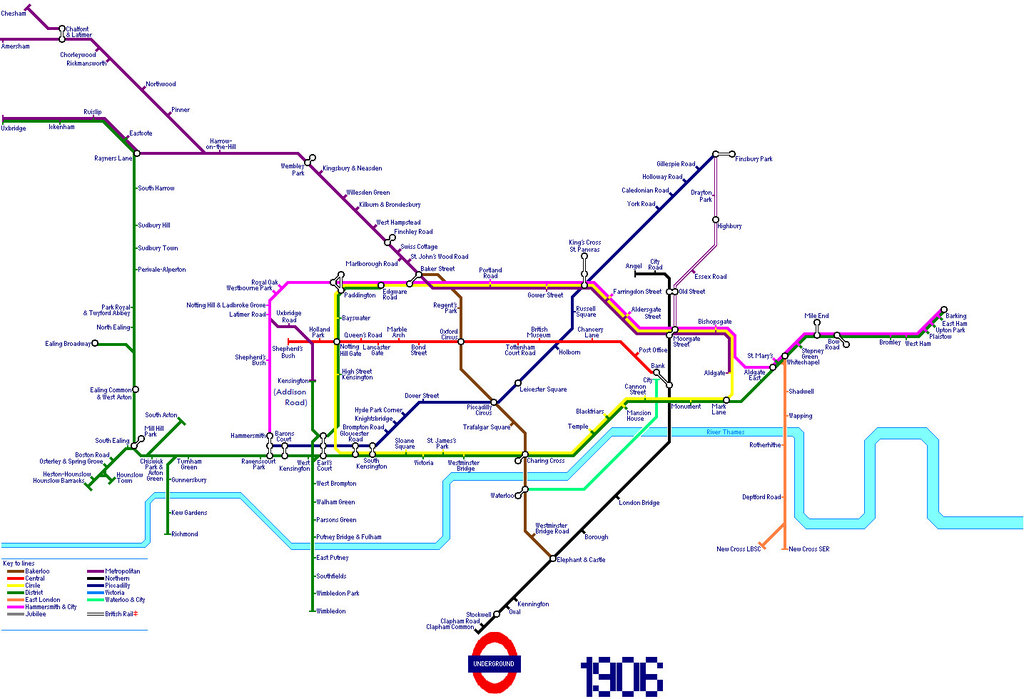 Chesham
Chalfont
& Latimer
Amersham
Chorleywood
Rickmansworth
Northwood
Pinner
Harrow-
on-the-Hill
Ruislip
Uxbridge
Ickenham
Eastcote
Rayners Lane
South Harrow
Sudbury Hill
Sudbury Town
Perivale-Alperton
Park Royal
& Twyford Abbey
North Ealing
Ealing Broadway
Ealing Common
& West Acton
South Ealing
South Acton
Mill Hill
Park
Boston Road
Osterley & Spring Grove
Heston-Hounslow
Hounslow Barracks
Hounslow
Town
Chiswick
Park &
Acton
Green
Turnham
Green
Gunnersbury
Kew Gardens
Richmond
Wembley
Park
Kingsbury & Neasden
Willesden Green
Kilburn & Brondesbury
West Hampstead
Finchley Road
Swiss Cottage
St. John's Wood Road
Marlborough Road
Baker Street
Royal Oak
Westbourne Park
Notting Hill & Ladbroke Grove
Latimer Road
Uxbridge
Road
Holland
Park
Shepherd's
Bush
Shepherd's
Bush
Kensington
(Addison
Road)
Hammersmith
Barons
Court
Ravenscourt
Park
West
Kensington
Earl's
Court
Paddington
Edgware
Road
Bayswater
Queen's Road
Notting
Hill Gate
Lancaster
Gate
Marble
Arch
Bond
Street
High Street
Kensington
Portland
Road
Regent's
Park
Oxford
Circus
Gower Street
British
Museum
Tottenham
Court Road
Chancery
Lane
Holborn
Russell
Square
King's Cross
St. Pancras
Leicester Square
Dover Street
Hyde Park Corner
Knightsbridge
Brompton Road
Gloucester
Road
South
Kensington
Piccadilly
Circus
Trafalgar Square
Sloane
Square
St. James's
Park
Victoria
Westminster
Bridge
Charing Cross
Waterloo
Westminster
Bridge Road
Elephant & Castle
West Brompton
Walham Green
Parsons Green
Putney Bridge & Fulham
East Putney
Southfields
Wimbledon Park
Wimbledon
Gillespie Road
Holloway Road
Caledonian Road
York Road
Finsbury Park
Drayton
Park
Highbury
Essex Road
Angel
City
Road
Old Street
Farringdon Street
Aldersgate
Street
Moorgate
Street
Bishopsgate
Post Office
Bank
City
Cannon
Street
Mansion
House
Blackfriars
Temple
Monument
Mark
Lane
Aldgate
Aldgate
East
St. Mary's
Whitechapel
Stepney
Green
Mile End
Bow
Road
Bromley
West Ham
Plaistow
Upton Park
East Ham
Barking
Shadwell
Wapping
River Thames
Rotherhithe
Deptford Road
New Cross LBSC
New Cross SER
London Bridge
Borough
Kennington
Oval
Stockwell
Clapham Road
Clapham Common
Key to lines
Bakerloo
Central
Circle
District
East London
Hammersmith & City
Jubilee
Metropolitan
Northern
Piccadilly
Victoria
Waterloo & City
British Rail*
UNDERGROUND
1906